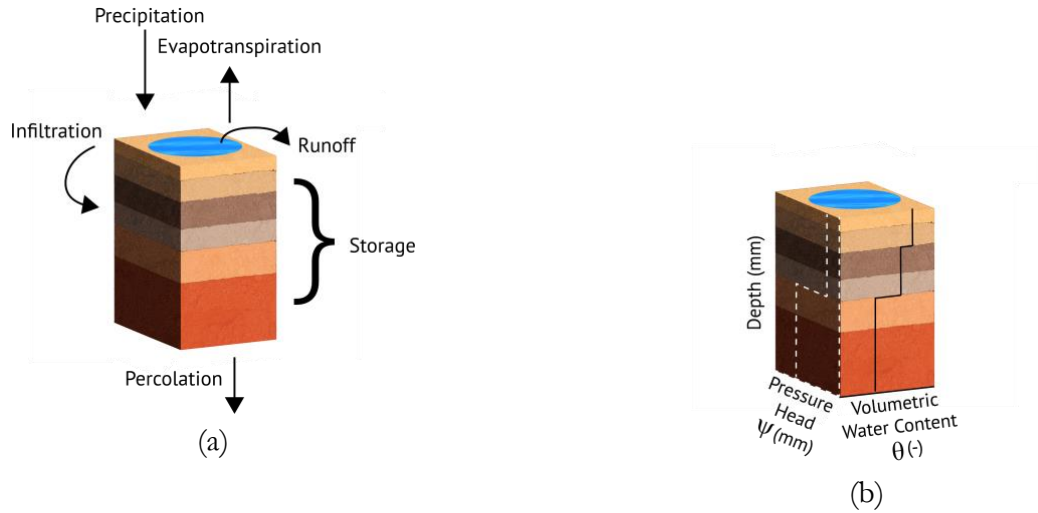 Precipitation
Evapotranspiration
Infiltration
Runoff
Storage
Percolation
(a)
Depth (mm)
Pressure
Head
ψ (mm)
Volumetric
Water Content
θ (-)
(b)